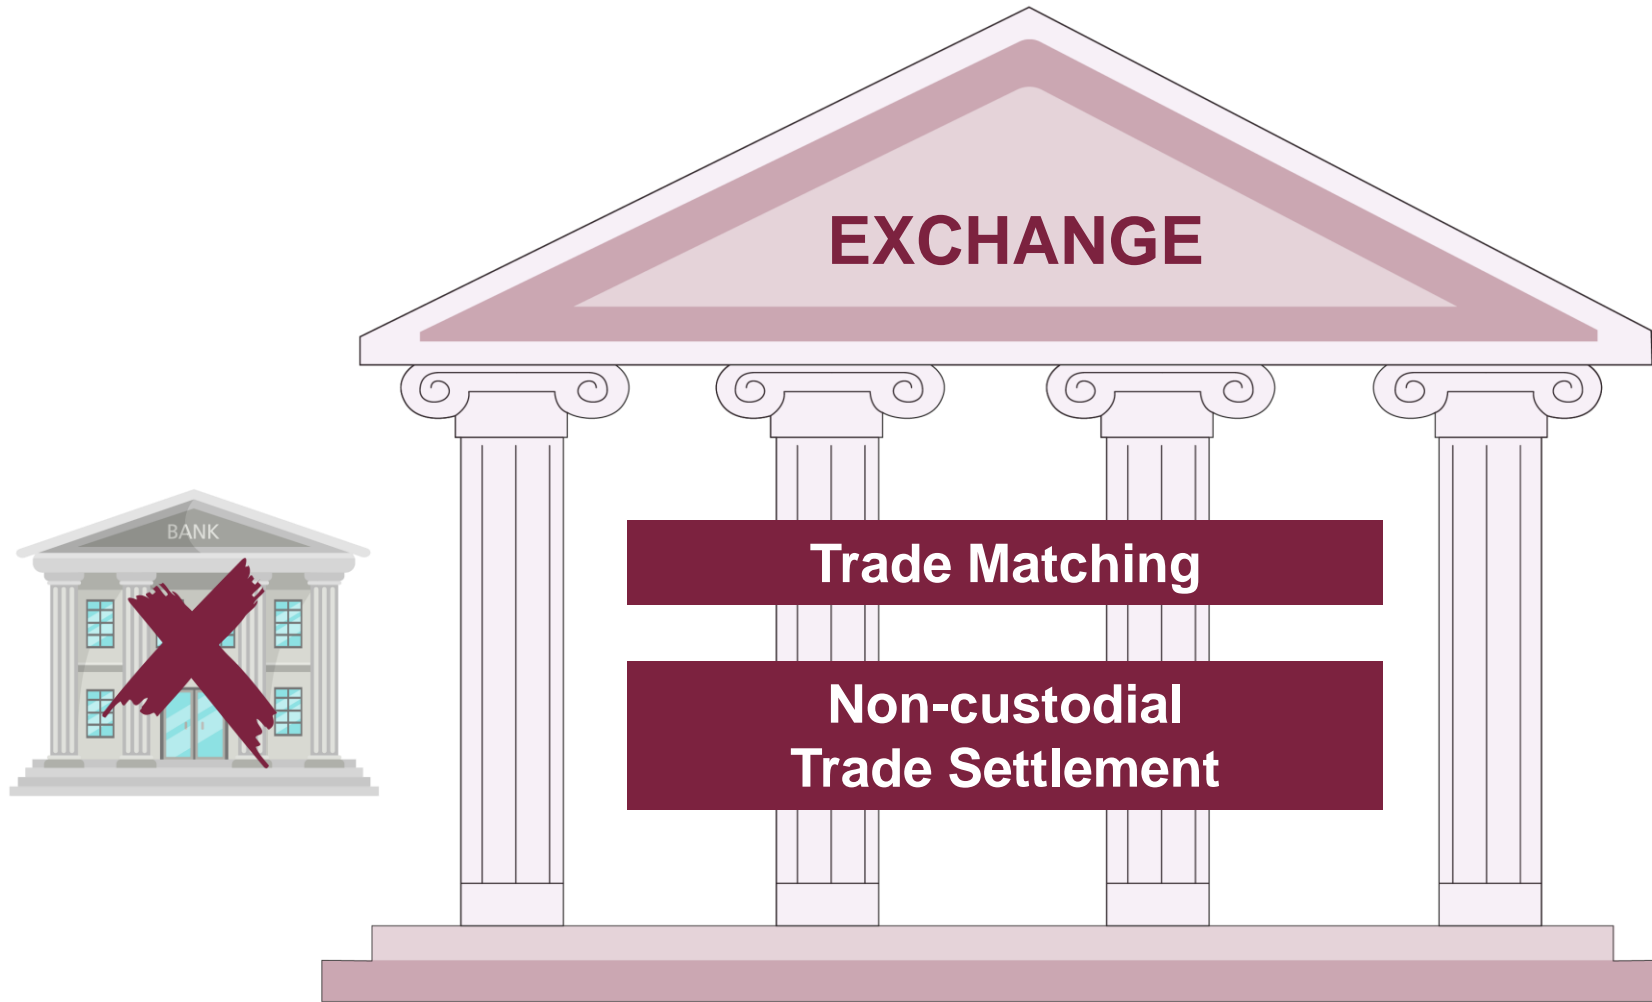 EXCHANGE
BANK
Trade Matching
Non-custodial
Trade Settlement